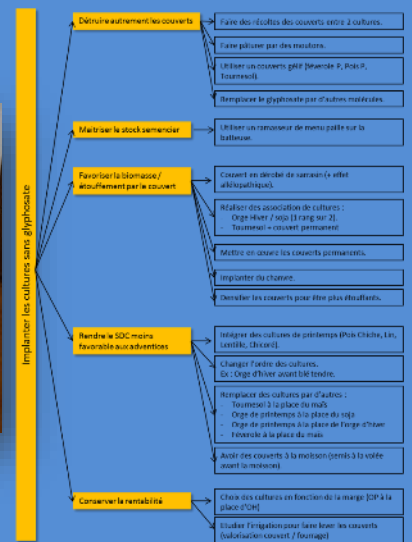 Implanter les cultures sans glyphosate
Détruire autrement les couverts
Faire des récoltes des couverts entre 2 cultures.
Faire pâturer par des moutons.
Utiliser un couverts gélif (féverole P, Pois P,
Tournesol).
Remplacer le glyphosate par d'autres molécules.
Maitriser le stock semencier
Utiliser un ramasseur de menu paille sur la
batteuse.
Favoriser la biomasse /
étouffement par le couvert
Couvert en dérobé de sarrasin (+ effet
allélopathique).
Réaliser des association de cultures :
- Orge Hiver / soja (1 rang sur 2).
- Tournesol + couvert permanent
Mettre en œuvre les couverts permanents.
Implanter du chanvre.
Densifier les couverts pour être plus étouffants.
Rendre le SDC moins
favorable aux adventices
Intégrer des cultures de printemps (Pois Chiche, Lin,
Lentille, Chicoré).
Changer l'ordre des cultures.
Ex : Orge d'hiver avant blé tendre.
Remplacer des cultures par d'autres :
- Tournesol à la place du maïs
- Orge de printemps à la place du soja
- Orge de printemps à la place de l'orge d'hiver
- Féverole à la place du maïs
Avoir des couverts à la moisson (semis à la volée
avant la moisson).
Conserver la rentabilité
Choix des cultures en fonction de la marge (OP à la
place d'OH)
Etudier l'irrigation pour faire lever les couverts
(valorisation couvert / fourrage)